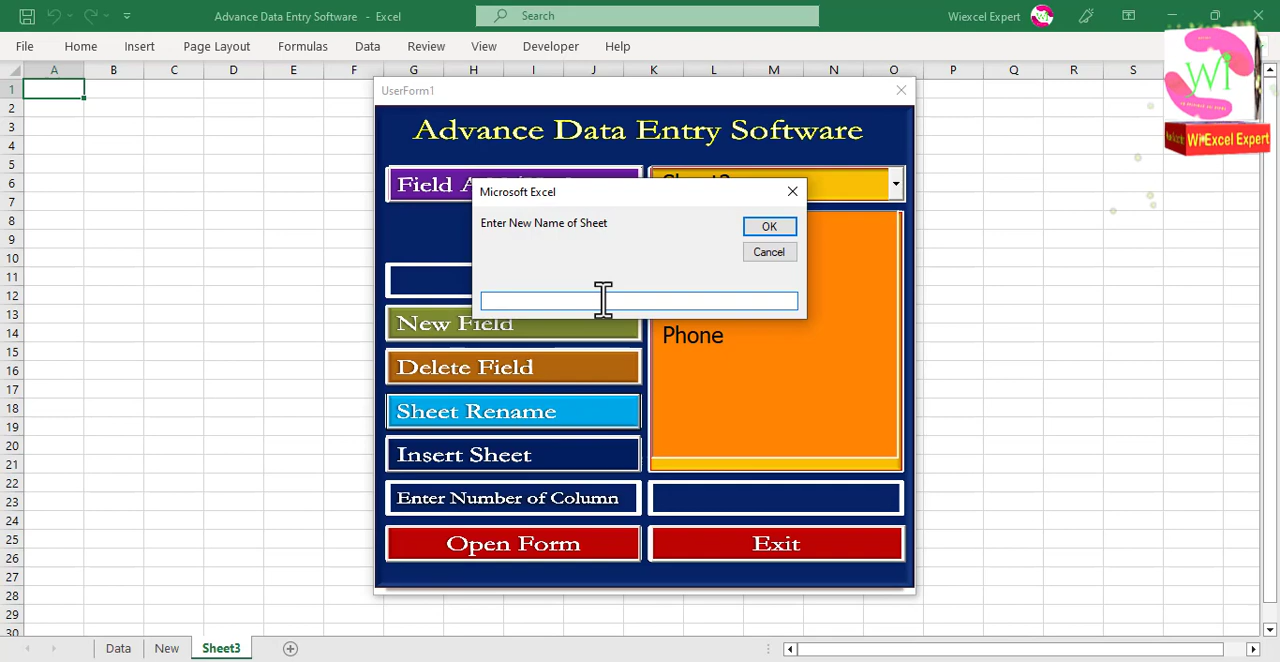 Advance Data Entry Software - Excel
Search
Wiexcel Expert
File Home Insert Page Layout Formulas Data Review View Developer Help
A B C D E F G H I J K L M N O P Q R S
1
2
3
4
5
6
7
8
9
10
11
12
13
14
15
16
17
18
19
20
21
22
23
24
25
26
27
28
29
30
UserForm1
Advance Data Entry Software
Field
Microsoft Excel
Enter New Name of Sheet
OK
Cancel
New Field
Phone
Delete Field
Sheet Rename
Insert Sheet
Enter Number of Column
Open Form
Exit
Data New Sheet3
Wi
WiExcel Expert